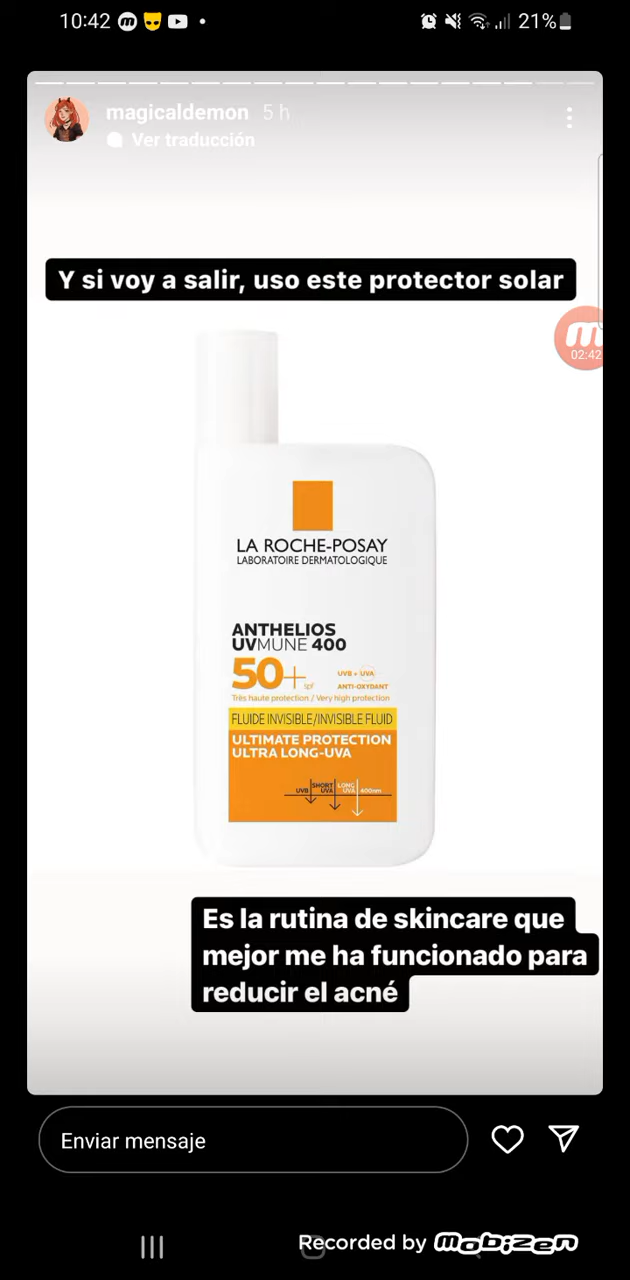 10:42
21%
magicaldemon 5 h
Ver traducción
Y si voy a salir, uso este protector solar
02:42
LA ROCHE-POSAY
LABORATOIRE DERMATOLOGIQUE
ANTHELIOS
UVMUNE 400
50+ SPF
UVB + UVA
ANTI-OXYDANT
Très haute protection / Very high protection
FLUIDE INVISIBLE/INVISIBLE FLUID
ULTIMATE PROTECTION
ULTRA LONG-UVA
UVB SHORT UVA LONG UVA 400nm
Es la rutina de skincare que
mejor me ha funcionado para
reducir el acné
Enviar mensaje
Recorded by Mobizen